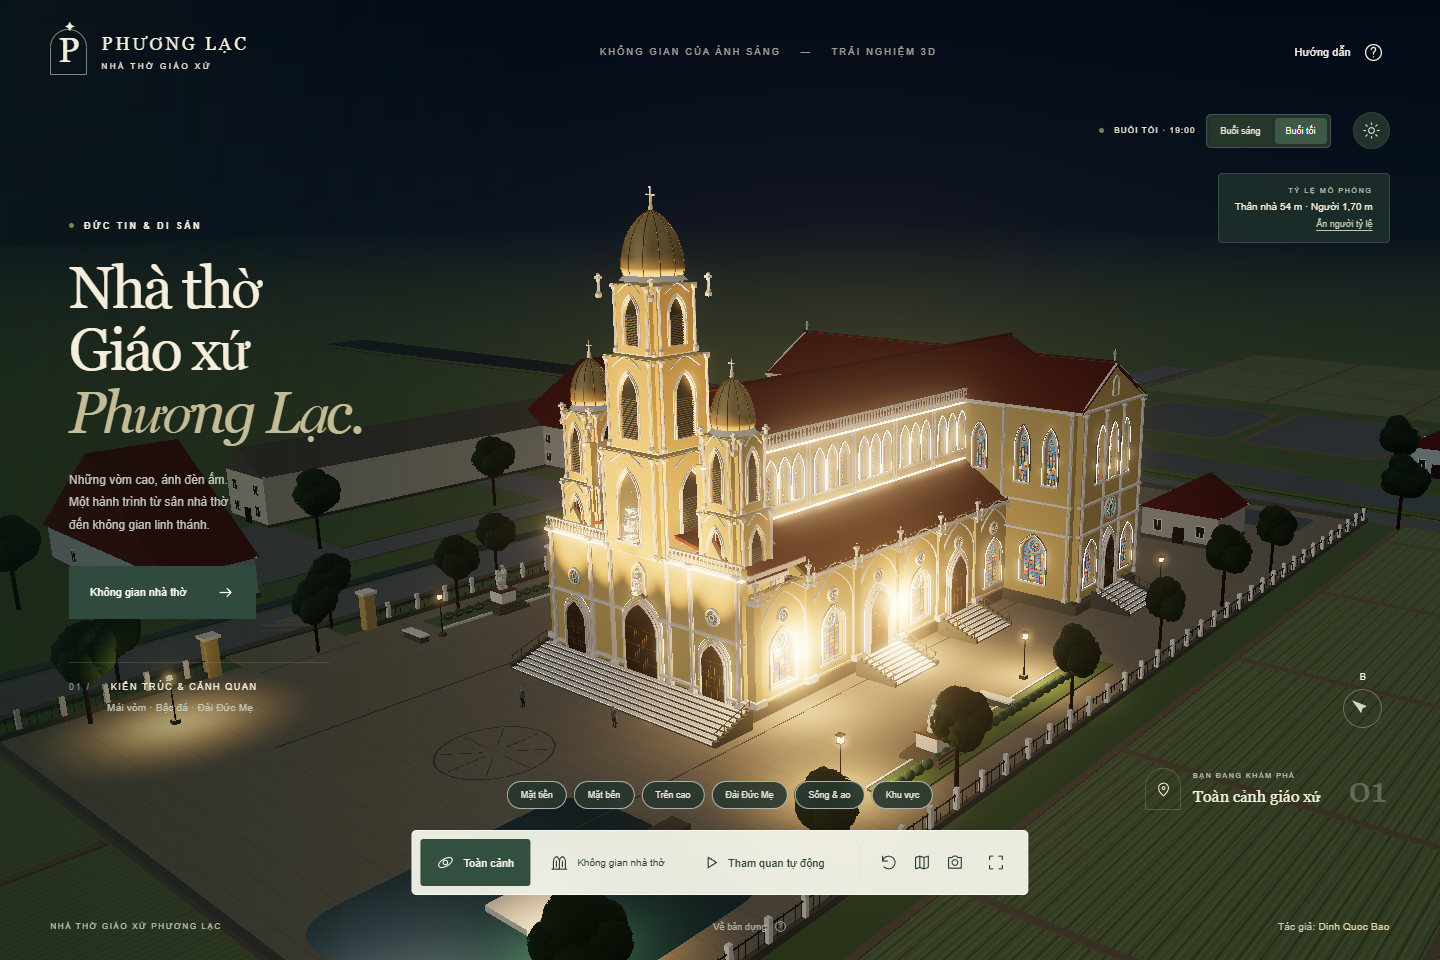 P
PHƯƠNG LẠC
NHÀ THỜ GIÁO XỨ
KHÔNG GIAN CỦA ÁNH SÁNG — TRẢI NGHIỆM 3D
Hướng dẫn ?
BUỔI TỐI · 19:00
Buổi sáng
Buổi tối
TỶ LỆ MÔ PHỎNG
Thân nhà 54 m · Người 1,70 m
Ẩn người tỷ lệ
ĐỨC TIN & DI SẢN
Nhà thờ
Giáo xứ
Phương Lạc.
Những vòm cao, ánh đèn ấm.
Một hành trình từ sân nhà thờ
đến không gian linh thánh.
Không gian nhà thờ →
01 / KIẾN TRÚC & CẢNH QUAN
Mái vòm · Bậc đá · Đài Đức Mẹ
B
BẠN ĐANG KHÁM PHÁ
Toàn cảnh giáo xứ 01
Mặt tiền
Mặt bên
Trên cao
Đài Đức Mẹ
Sông & ao
Khu vực
Toàn cảnh
Không gian nhà thờ
Tham quan tự động
NHÀ THỜ GIÁO XỨ PHƯƠNG LẠC
Về bản dựng ?
Tác giả: Dinh Quoc Bao